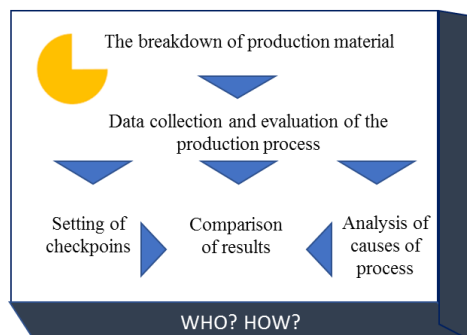 The breakdown of production material
Data collection and evaluation of the
production process
Setting of
checkpoins
Comparison
of results
Analysis of
causes of
process
WHO? HOW?